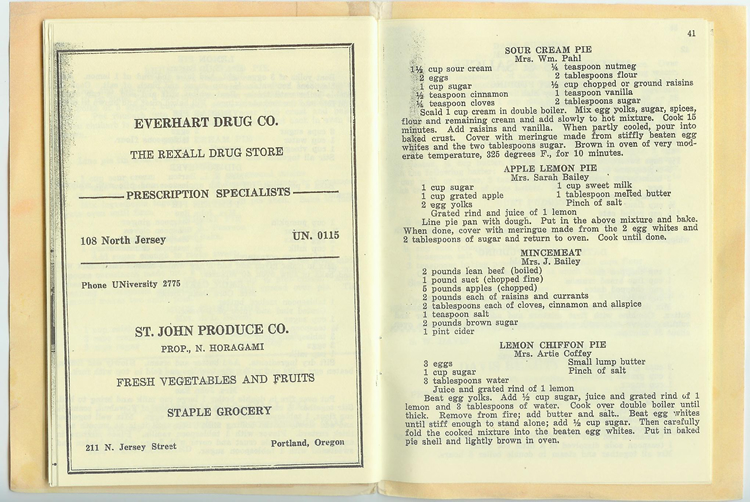 EVERHART DRUG CO.
THE REXALL DRUG STORE
PRESCRIPTION SPECIALISTS
108 North Jersey UN. 0115
Phone UNiversity 2775
ST. JOHN PRODUCE CO.
PROP., N. HORAGAMI
FRESH VEGETABLES AND FRUITS
STAPLE GROCERY
211 N. Jersey Street Portland, Oregon
41
SOUR CREAM PIE
Mrs. Wm. Pahl
1½ cup sour cream ¼ teaspoon nutmeg
2 eggs 2 tablespoons flour
1 cup sugar ½ cup chopped or ground raisins
½ teaspoon cinnamon 1 teaspoon vanilla
¼ teaspoon cloves 2 tablespoons sugar
Scald 1 cup cream in double boiler. Mix egg yolks, sugar, spices,
flour and remaining cream and add slowly to hot mixture. Cook 15
minutes. Add raisins and vanilla. When partly cooled, pour into
baked crust. Cover with meringue made from stiffly beaten egg
whites and the two tablespoons sugar. Brown in oven of very mod-
erate temperature, 325 degrees F., for 10 minutes.
APPLE LEMON PIE
Mrs. Sarah Bailey
1 cup sugar 1 cup sweet milk
1 cup grated apple 1 tablespoon melted butter
2 egg yolks Pinch of salt
Grated rind and juice of 1 lemon
Line pie pan with dough. Put in the above mixture and bake.
When done, cover with meringue made from the 2 egg whites and
2 tablespoons of sugar and return to oven. Cook until done.
MINCEMEAT
Mrs. J. Bailey
2 pounds lean beef (boiled)
1 pound suet (chopped fine)
5 pounds apples (chopped)
2 pounds each of raisins and currants
2 tablespoons each of cloves, cinnamon and allspice
1 teaspoon salt
2 pounds brown sugar
1 pint cider
LEMON CHIFFON PIE
Mrs. Artie Coffey
3 eggs Small lump butter
1 cup sugar Pinch of salt
3 tablespoons water
Juice and grated rind of 1 lemon
Beat egg yolks. Add ½ cup sugar, juice and grated rind of 1
lemon and 3 tablespoons of water. Cook over double boiler until
thick. Remove from fire; add butter and salt.. Beat egg whites
until stiff enough to stand alone; add ½ cup sugar. Then carefully
fold the cooked mixture into the beaten egg whites. Put in baked
pie shell and lightly brown in oven.